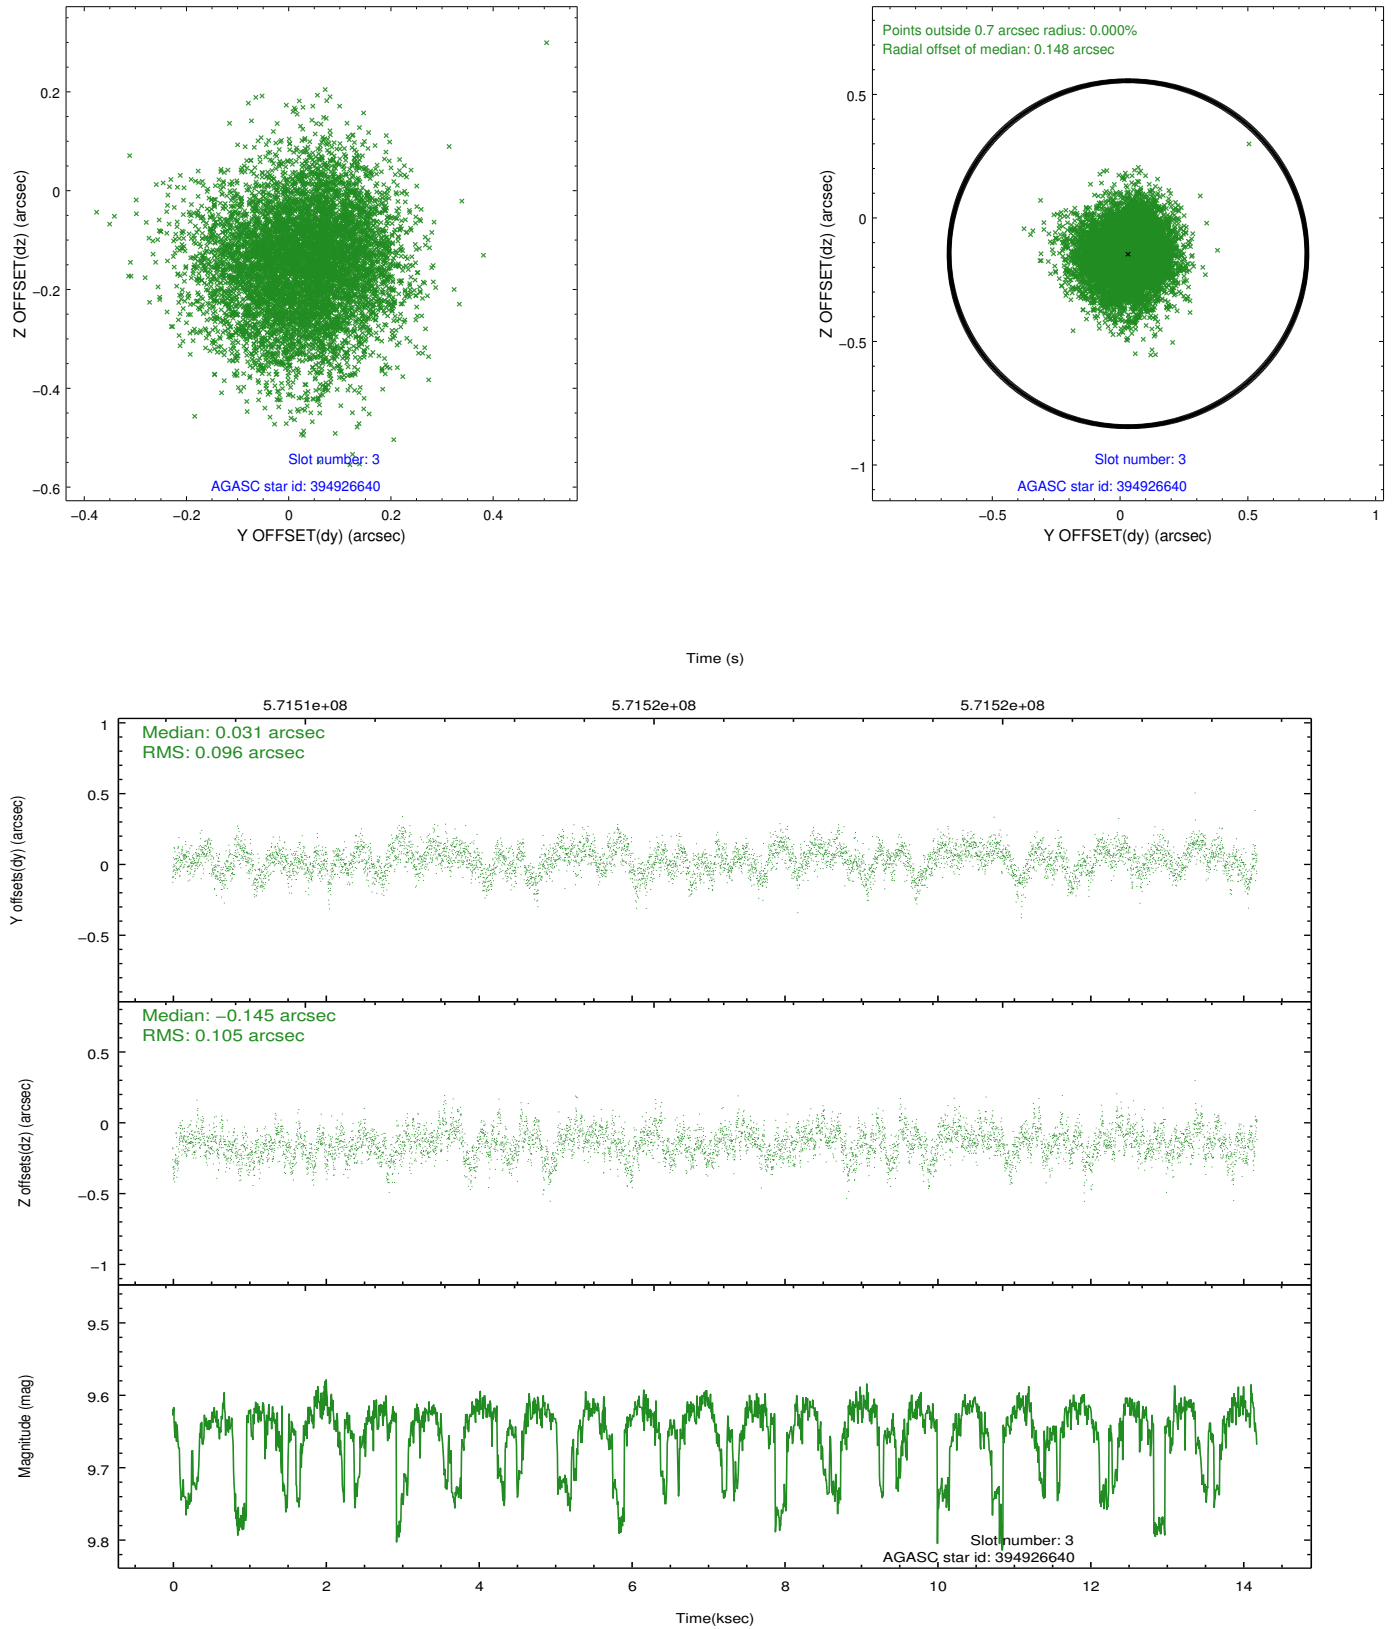 0.2
0
−0.2
−0.4
−0.6
Z OFFSET(dz) (arcsec)
Slot number: 3
AGASC star id: 394926640
−0.4 −0.2 0 0.2 0.4
Y OFFSET(dy) (arcsec)
Points outside 0.7 arcsec radius: 0.000%
Radial offset of median: 0.148 arcsec
0.5
0
−0.5
−1
Z OFFSET(dz) (arcsec)
Slot number: 3
AGASC star id: 394926640
−0.5 0 0.5 1
Y OFFSET(dy) (arcsec)
Time (s)
5.7151e+08 5.7152e+08 5.7152e+08
Median: 0.031 arcsec
RMS: 0.096 arcsec
1
0.5
0
−0.5
Y offsets(dy) (arcsec)
Median: −0.145 arcsec
RMS: 0.105 arcsec
0.5
0
−0.5
−1
Z offsets(dz) (arcsec)
9.5
9.6
9.7
9.8
Magnitude (mag)
Slot number: 3
AGASC star id: 394926640
0 2 4 6 8 10 12 14
Time(ksec)